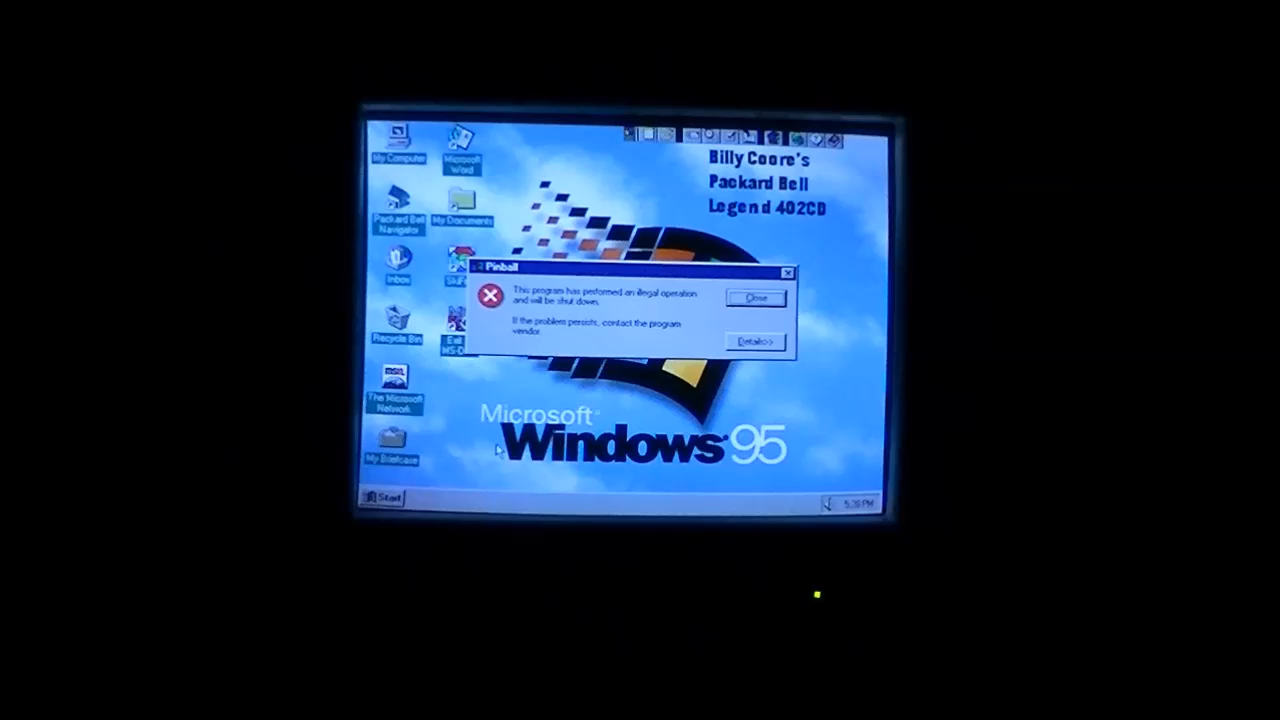 My Computer
Microsoft
Word
Billy Coore's
Packard Bell
Legend 402CD
Packard Bell
Navigator
My Documents
Inbox
Pinball
This program has performed an illegal operation
and will be shut down.
Close
If the problem persists, contact the program
vendor.
Details>>
Recycle Bin
Exit
msn
The Microsoft
Network
My Briefcase
Microsoft
Windows 95
Start